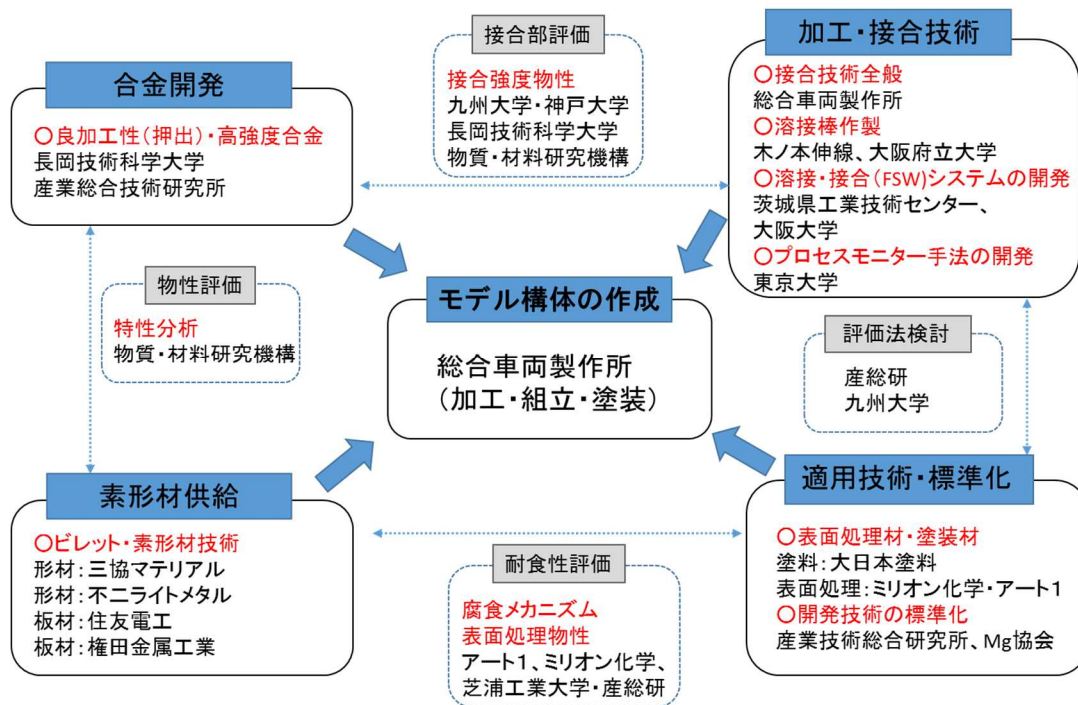 接合部評価
接合強度物性
九州大学・神戸大学
長岡技術科学大学
物質・材料研究機構
合金開発
〇良加工性(押出)・高強度合金
長岡技術科学大学
産業総合技術研究所
加工・接合技術
〇接合技術全般
総合車両製作所
〇溶接棒作製
木ノ本伸線、大阪府立大学
〇溶接・接合(FSW)システムの開発
茨城県工業技術センター、
大阪大学
〇プロセスモニター手法の開発
東京大学
物性評価
特性分析
物質・材料研究機構
モデル構体の作成
総合車両製作所
(加工・組立・塗装)
評価法検討
産総研
九州大学
素形材供給
〇ビレット・素形材技術
形材:三協マテリアル
形材:不二ライトメタル
板材:住友電工
板材:権田金属工業
耐食性評価
腐食メカニズム
表面処理物性
アート1、ミリオン化学、
芝浦工業大学・産総研
適用技術・標準化
〇表面処理材・塗装材
塗料:大日本塗料
表面処理:ミリオン化学・アート1
〇開発技術の標準化
産業技術総合研究所、Mg協会